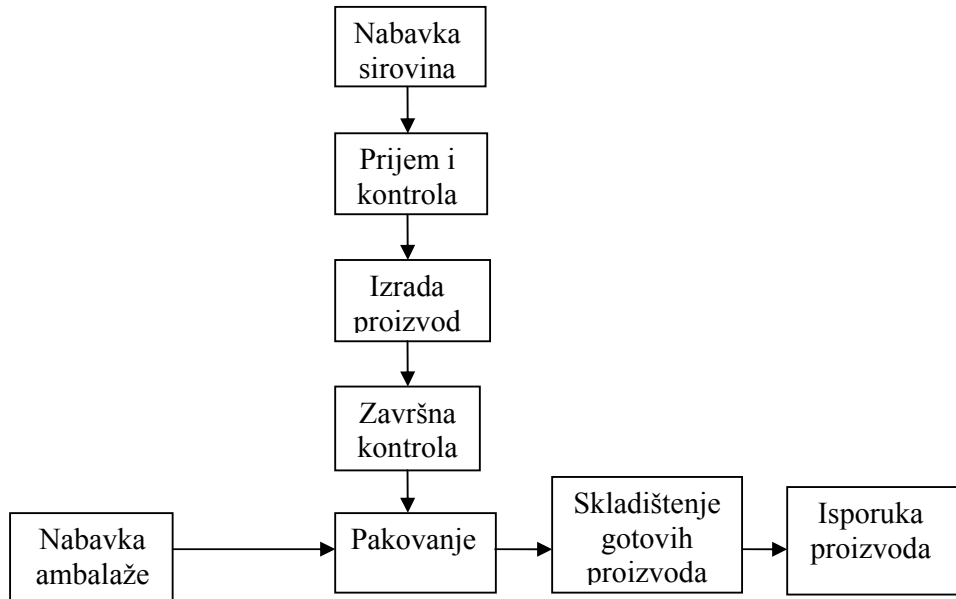 Nabavka
sirovina
Prijem i
kontrola
Izrada
proizvod
Završna
kontrola
Nabavka
ambalaže
Pakovanje
Skladištenje
gotovih
proizvoda
Isporuka
proizvoda